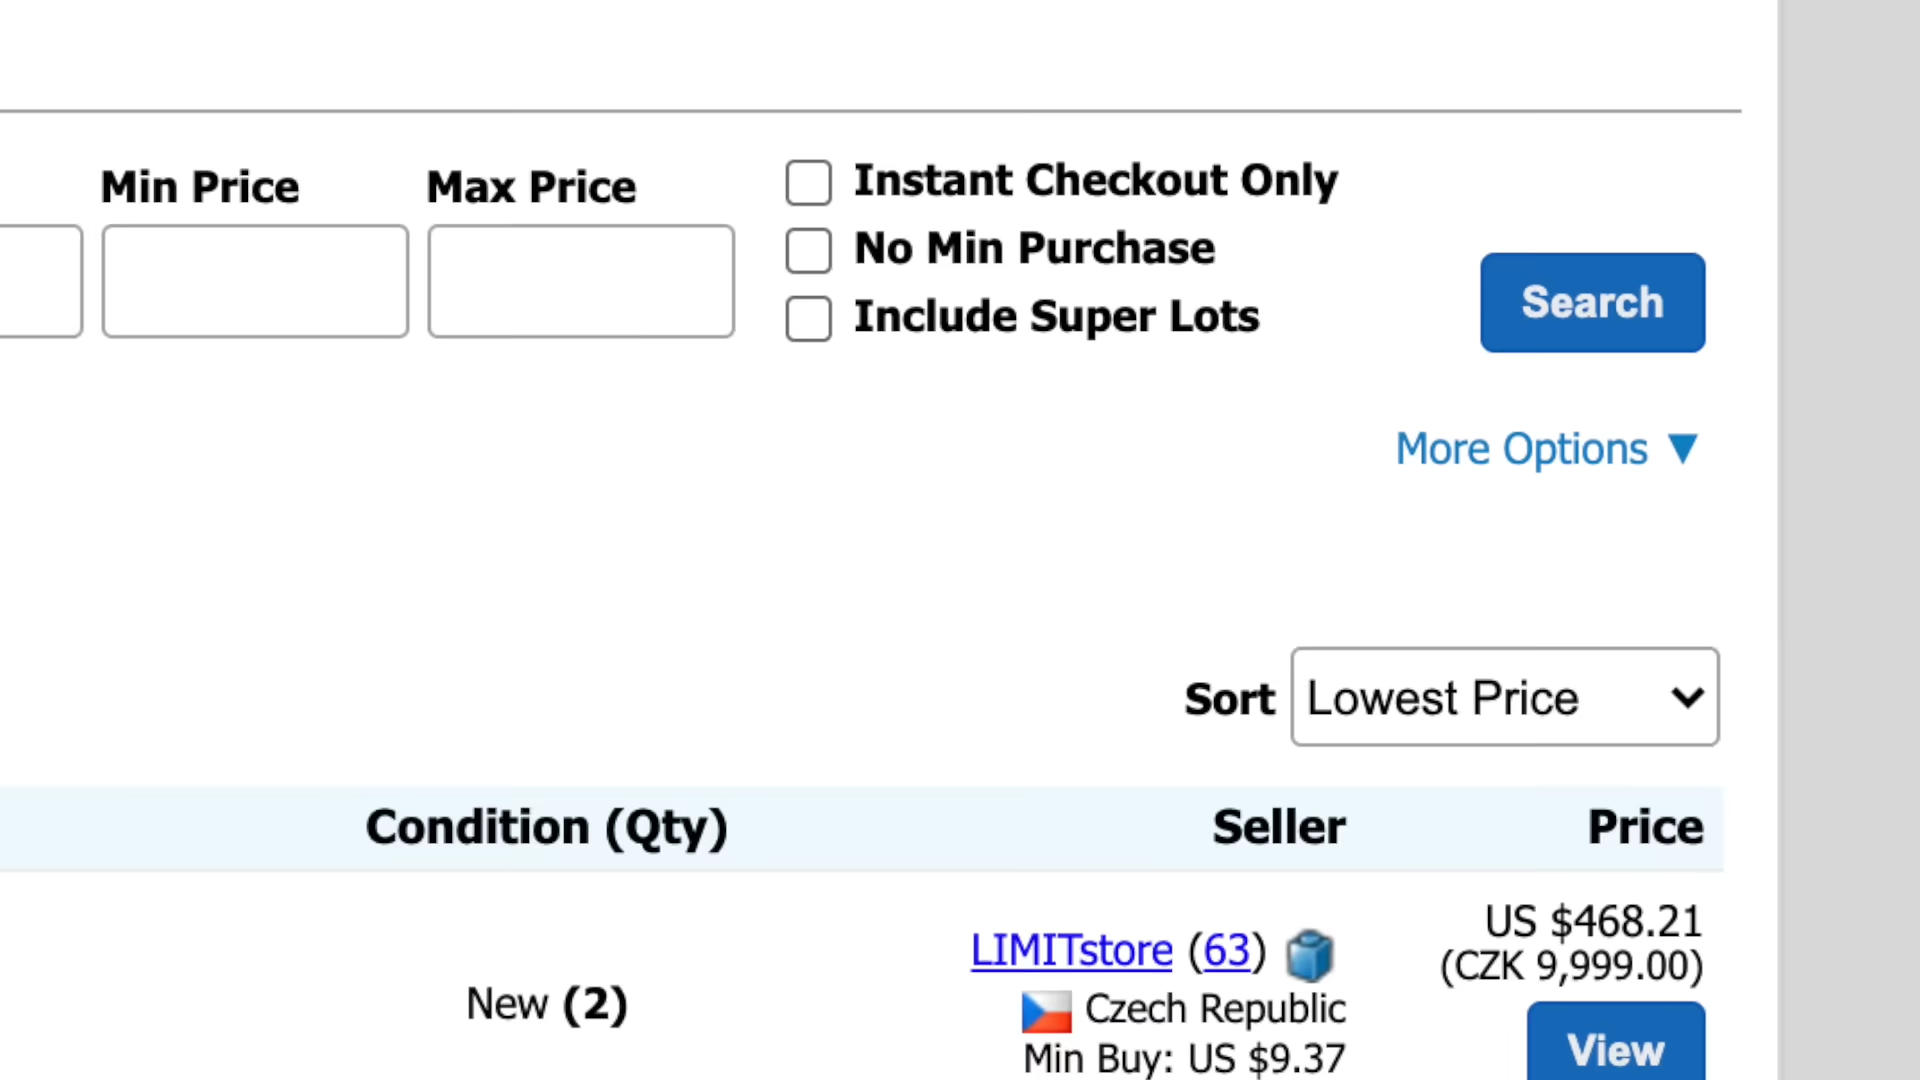 Min Price
Max Price
Instant Checkout Only
No Min Purchase
Include Super Lots
Search
More Options ▼
Sort Lowest Price
Condition (Qty) Seller Price
New (2)
LIMITstore (63)
Czech Republic
Min Buy: US $9.37
US $468.21
(CZK 9,999.00)
View